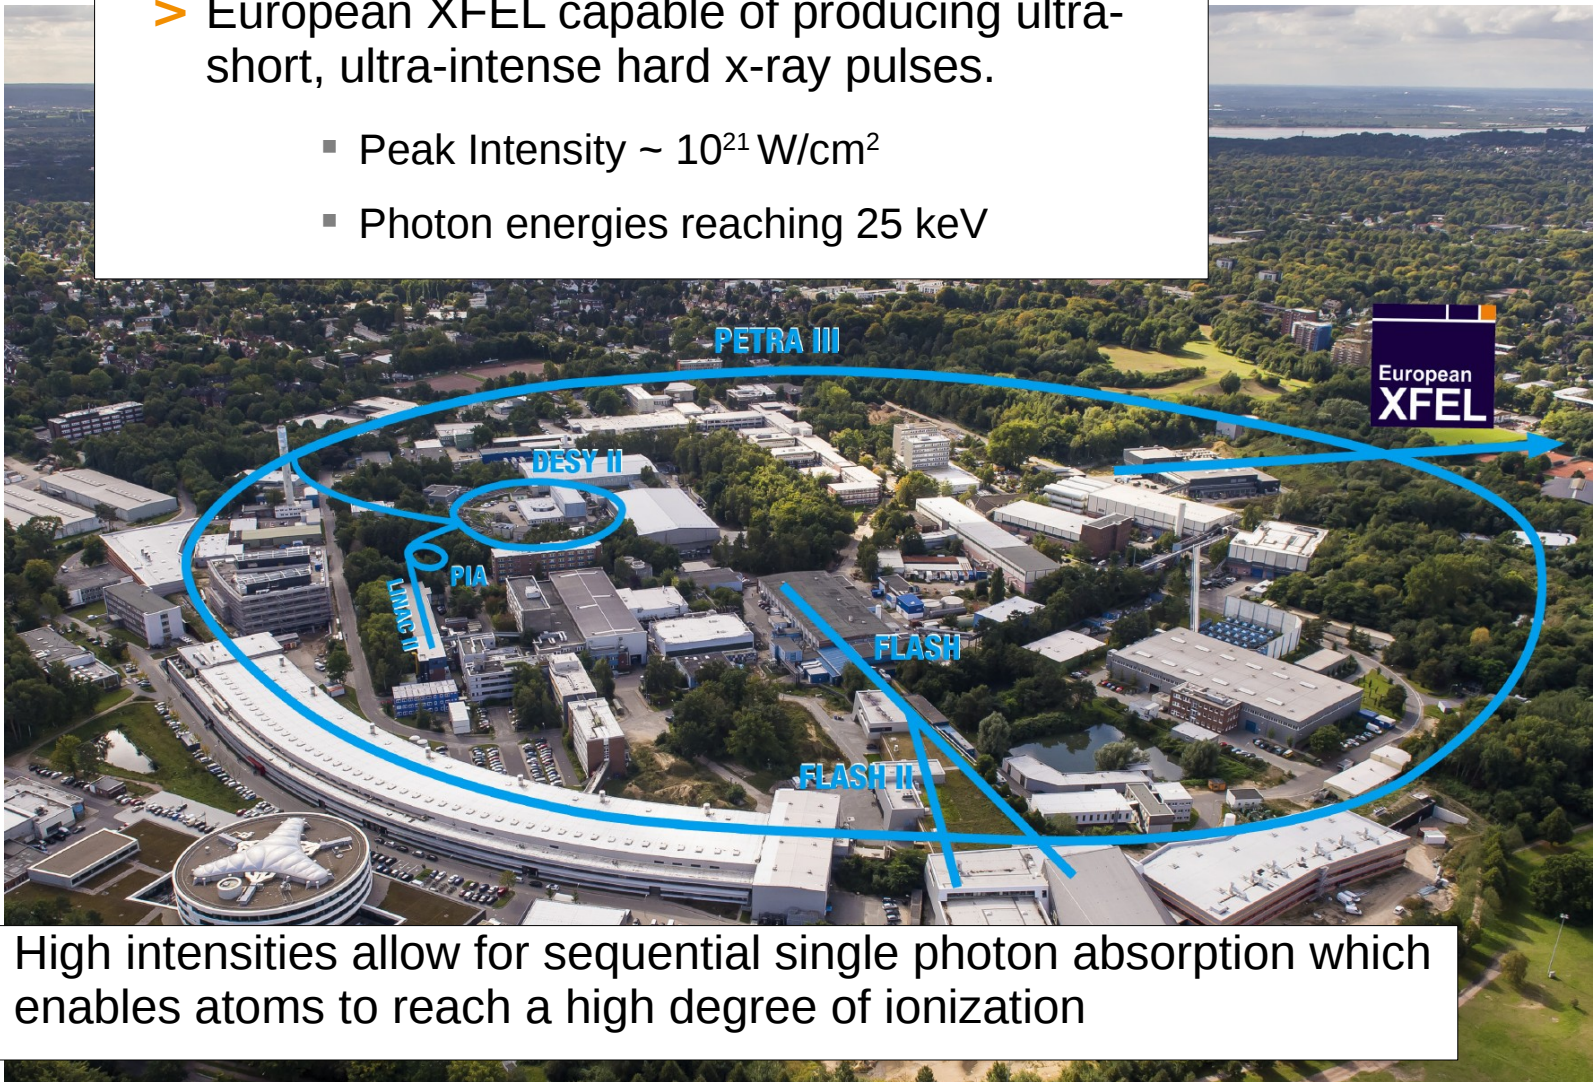 > European XFEL capable of producing ultra-
short, ultra-intense hard x-ray pulses.
▪ Peak Intensity ~ 10²¹ W/cm²
▪ Photon energies reaching 25 keV
PETRA III
European
XFEL
DESY II
PIA
LINAC II
FLASH
FLASH II
High intensities allow for sequential single photon absorption which
enables atoms to reach a high degree of ionization